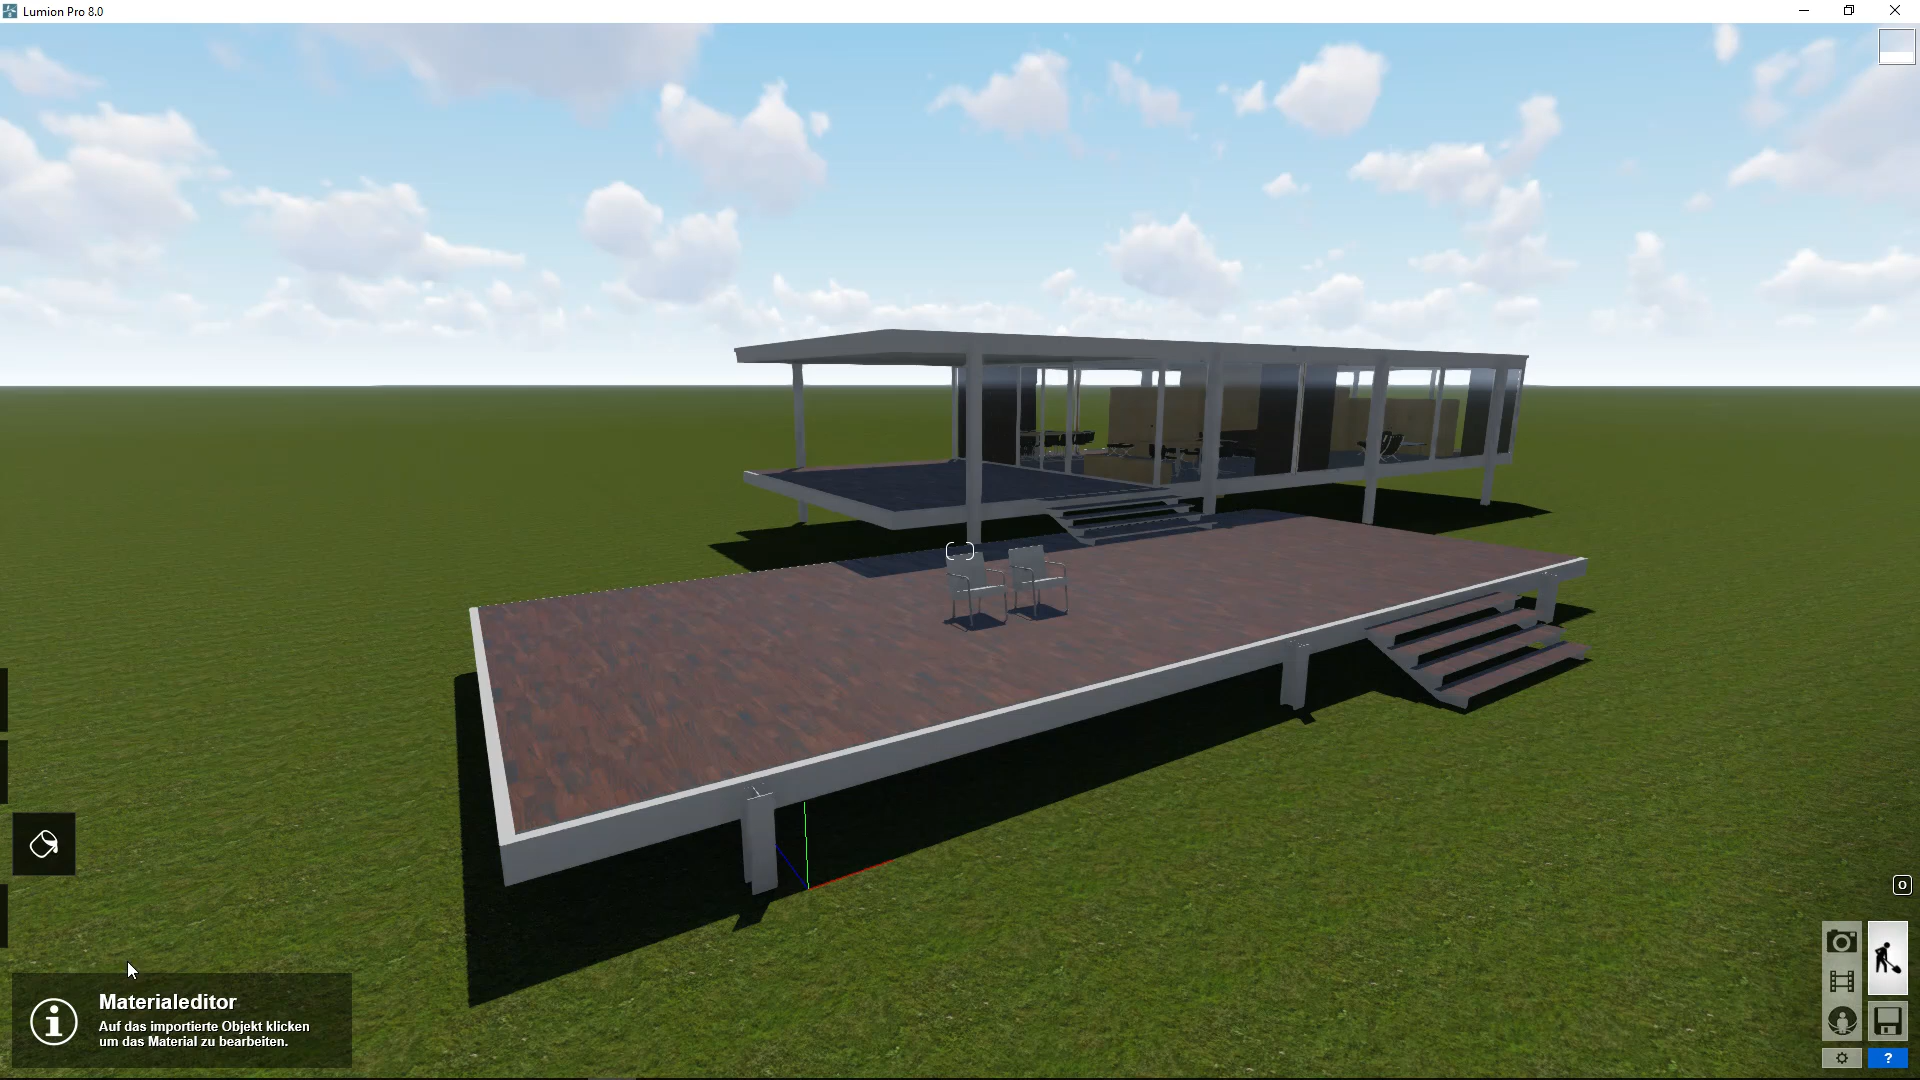 Lumion Pro 8.0
O
Materialeditor
Auf das importierte Objekt klicken
um das Material zu bearbeiten.
?